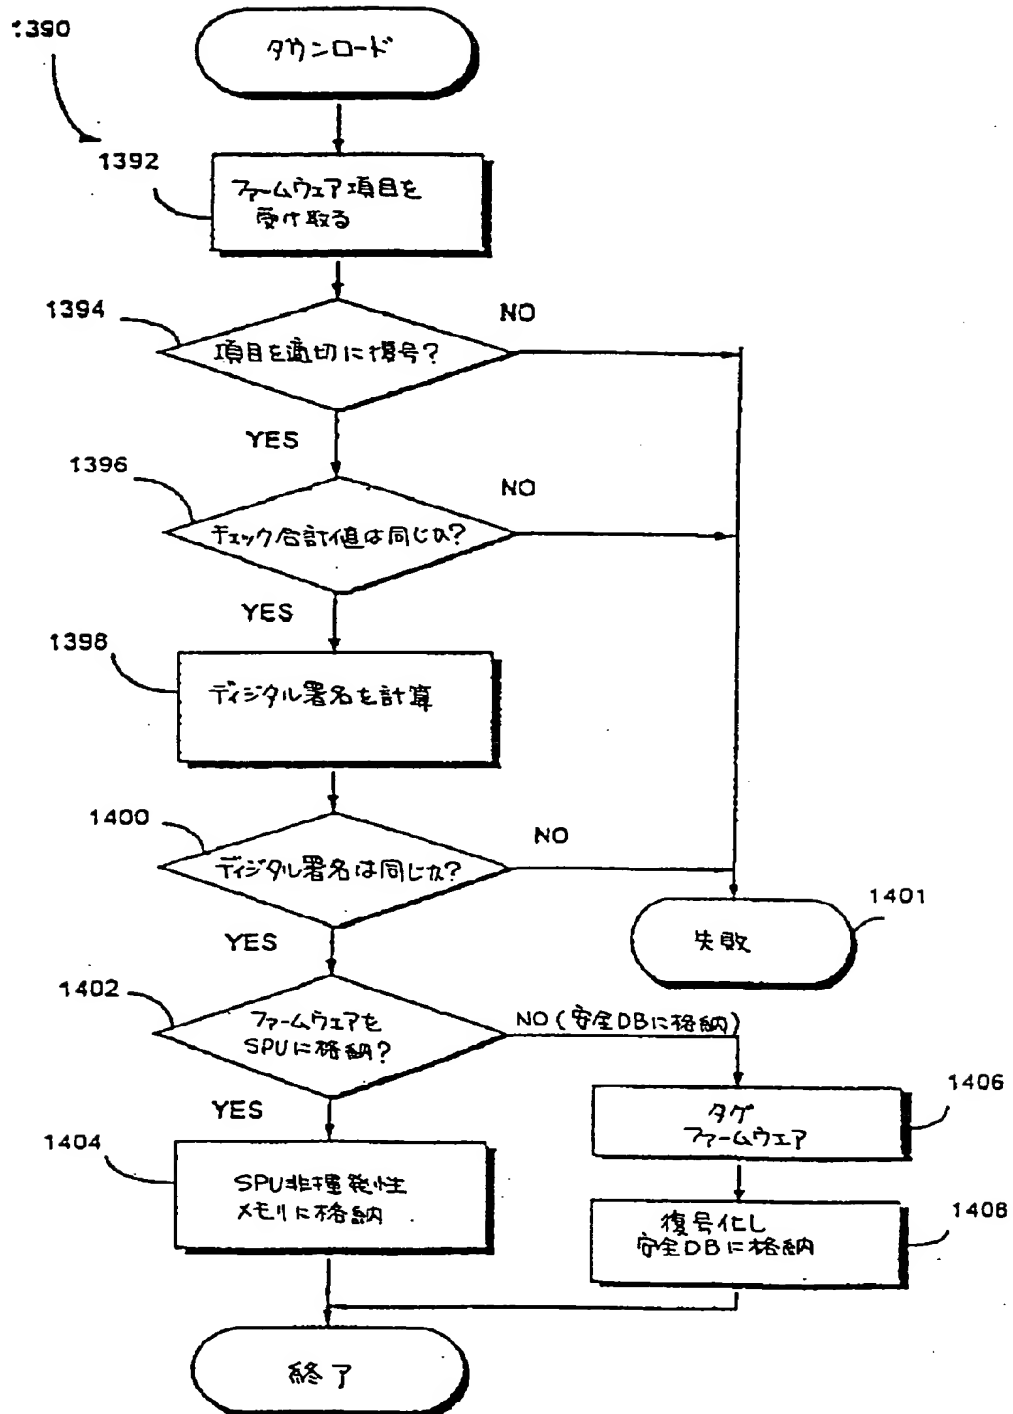 1390
ダウンロード
1392
ファームウェア項目を
受け取る
1394
項目を適切に復号?
NO
YES
1396
チェック合計値は同じか?
NO
YES
1398
ディジタル署名を計算
1400
ディジタル署名は同じか?
NO
YES
1401
失敗
1402
ファームウェアを
SPUに格納?
NO(安全DBに格納)
YES
1404
SPU非揮発性
メモリに格納
1406
タグ
ファームウェア
1408
復号化し
安全DBに格納
終了